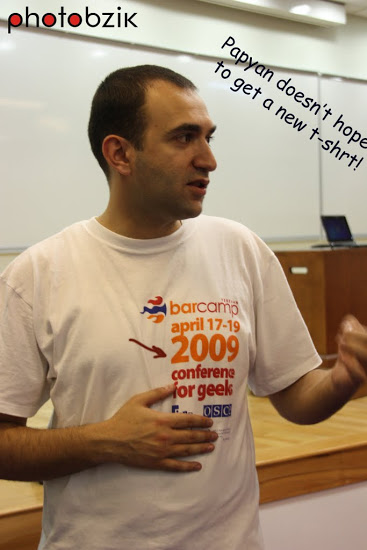 photobzik
Papyan doesn't hope
to get a new t-shrt!
barcamp
april 17-19
2009
conference
for geeks
OSCE